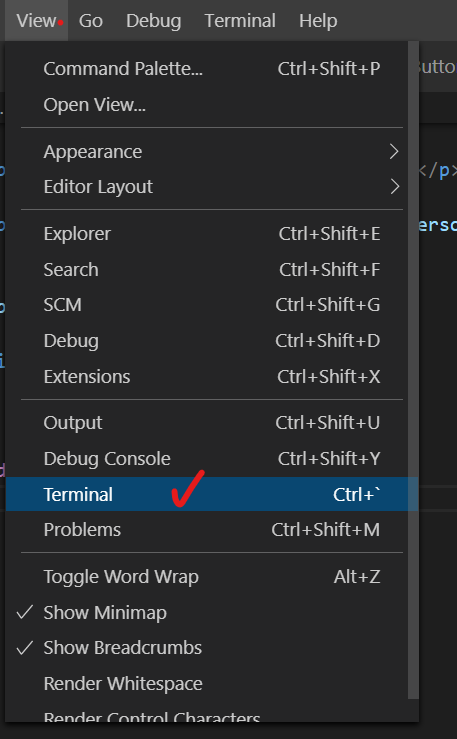 View Go Debug Terminal Help
Command Palette... Ctrl+Shift+P
Open View...
Appearance
</p>
Editor Layout
Explorer Ctrl+Shift+E
Search Ctrl+Shift+F
SCM Ctrl+Shift+G
Debug Ctrl+Shift+D
Extensions Ctrl+Shift+X
Output Ctrl+Shift+U
Debug Console Ctrl+Shift+Y
Terminal Ctrl+`
Problems Ctrl+Shift+M
Toggle Word Wrap Alt+Z
Show Minimap
Show Breadcrumbs
Render Whitespace
Render Control Characters